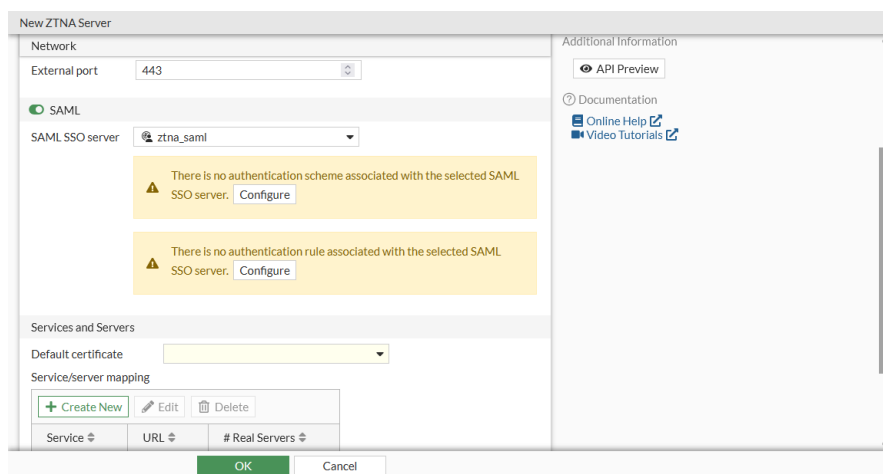 New ZTNA Server
Network
External port 443
SAML
SAML SSO server ztna_saml
There is no authentication scheme associated with the selected SAML
SSO server. Configure
There is no authentication rule associated with the selected SAML
SSO server. Configure
Services and Servers
Default certificate
Service/server mapping
Create New Edit Delete
Service URL # Real Servers
OK Cancel
Additional Information
API Preview
Documentation
Online Help
Video Tutorials